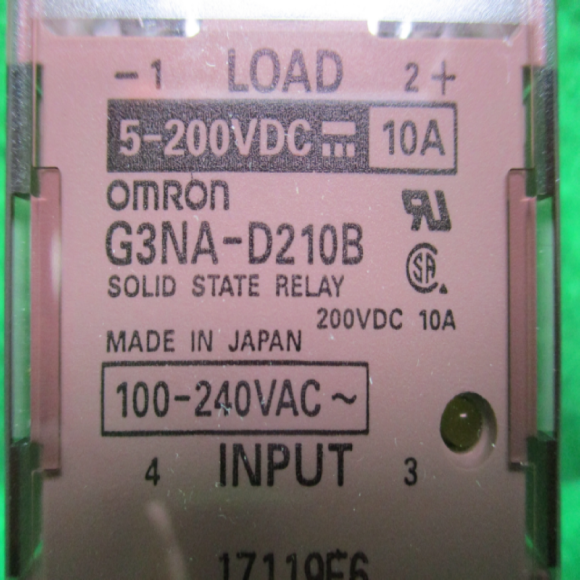 −1 LOAD 2+
5-200VDC ⎓ 10A
omron
G3NA-D210B
SOLID STATE RELAY
200VDC 10A
MADE IN JAPAN
100-240VAC ~
4 INPUT 3